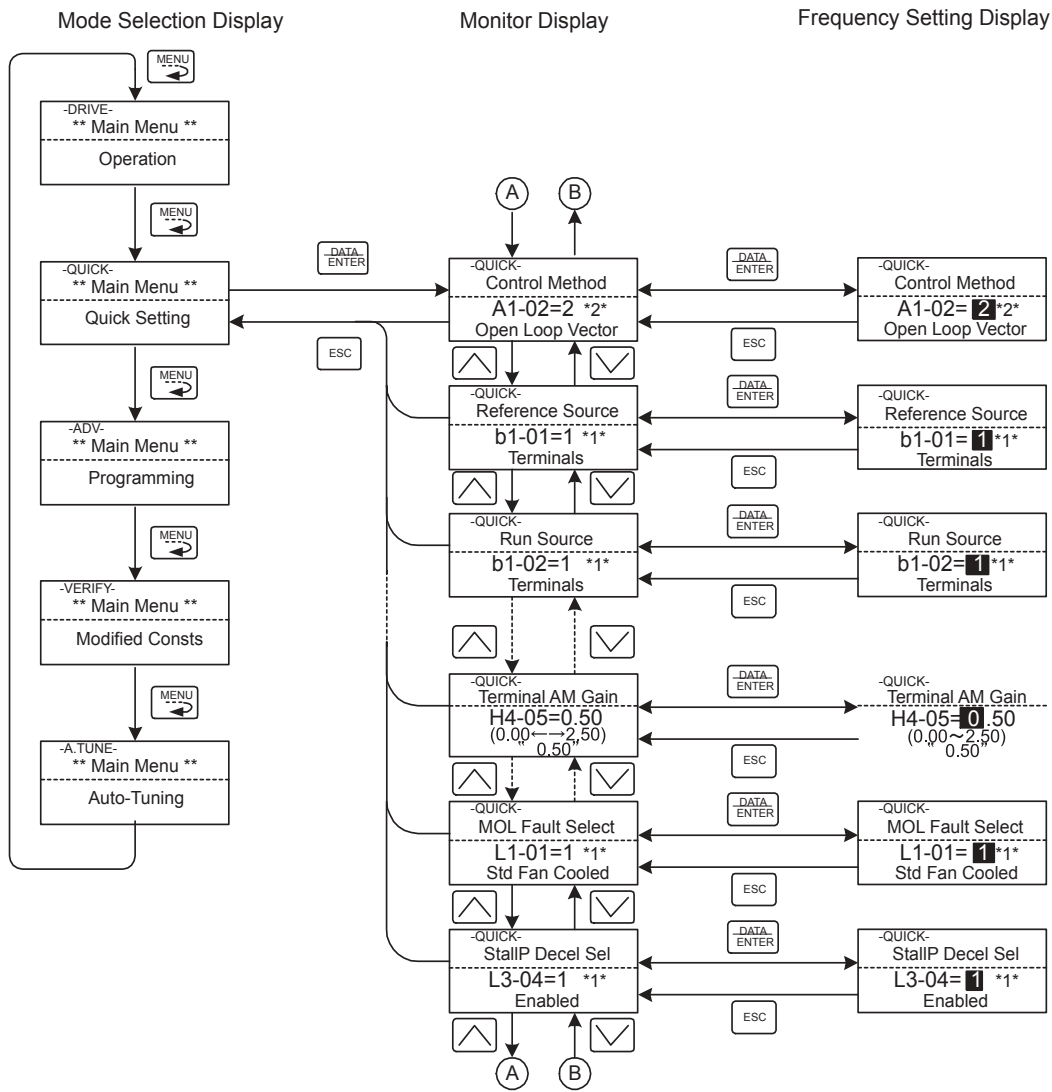 Mode Selection Display
Monitor Display
Frequency Setting Display
MENU
-DRIVE-
** Main Menu **
Operation
MENU
-QUICK-
** Main Menu **
Quick Setting
MENU
-ADV-
** Main Menu **
Programming
MENU
-VERIFY-
** Main Menu **
Modified Consts
MENU
-A.TUNE-
** Main Menu **
Auto-Tuning
DATA
ENTER
ESC
A
B
-QUICK-
Control Method
A1-02=2 *2*
Open Loop Vector
DATA
ENTER
ESC
-QUICK-
Control Method
A1-02= 2 *2*
Open Loop Vector
-QUICK-
Reference Source
b1-01=1 *1*
Terminals
DATA
ENTER
ESC
-QUICK-
Reference Source
b1-01= 1 *1*
Terminals
-QUICK-
Run Source
b1-02=1 *1*
Terminals
DATA
ENTER
ESC
-QUICK-
Run Source
b1-02= 1 *1*
Terminals
-QUICK-
Terminal AM Gain
H4-05=0.50
(0.00←→2.50)
“ 0.50”
DATA
ENTER
ESC
-QUICK-
Terminal AM Gain
H4-05= 0 .50
(0.00～2.50)
“ 0.50”
-QUICK-
MOL Fault Select
L1-01=1 *1*
Std Fan Cooled
DATA
ENTER
ESC
-QUICK-
MOL Fault Select
L1-01= 1 *1*
Std Fan Cooled
-QUICK-
StallP Decel Sel
L3-04=1 *1*
Enabled
DATA
ENTER
ESC
-QUICK-
StallP Decel Sel
L3-04= 1 *1*
Enabled
A
B